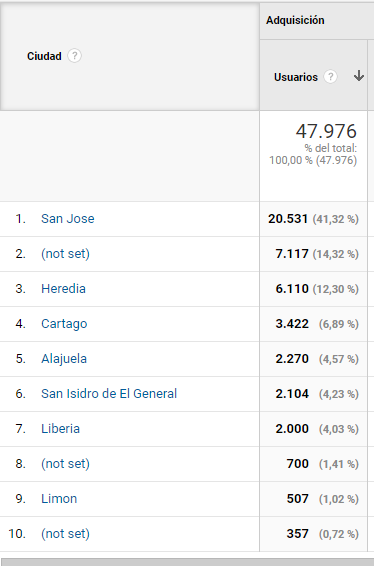 Adquisición
Ciudad ?
Usuarios ?
47.976
% del total:
100,00 % (47.976)
1. San Jose 20.531 (41,32 %)
2. (not set) 7.117 (14,32 %)
3. Heredia 6.110 (12,30 %)
4. Cartago 3.422 (6,89 %)
5. Alajuela 2.270 (4,57 %)
6. San Isidro de El General 2.104 (4,23 %)
7. Liberia 2.000 (4,03 %)
8. (not set) 700 (1,41 %)
9. Limon 507 (1,02 %)
10. (not set) 357 (0,72 %)